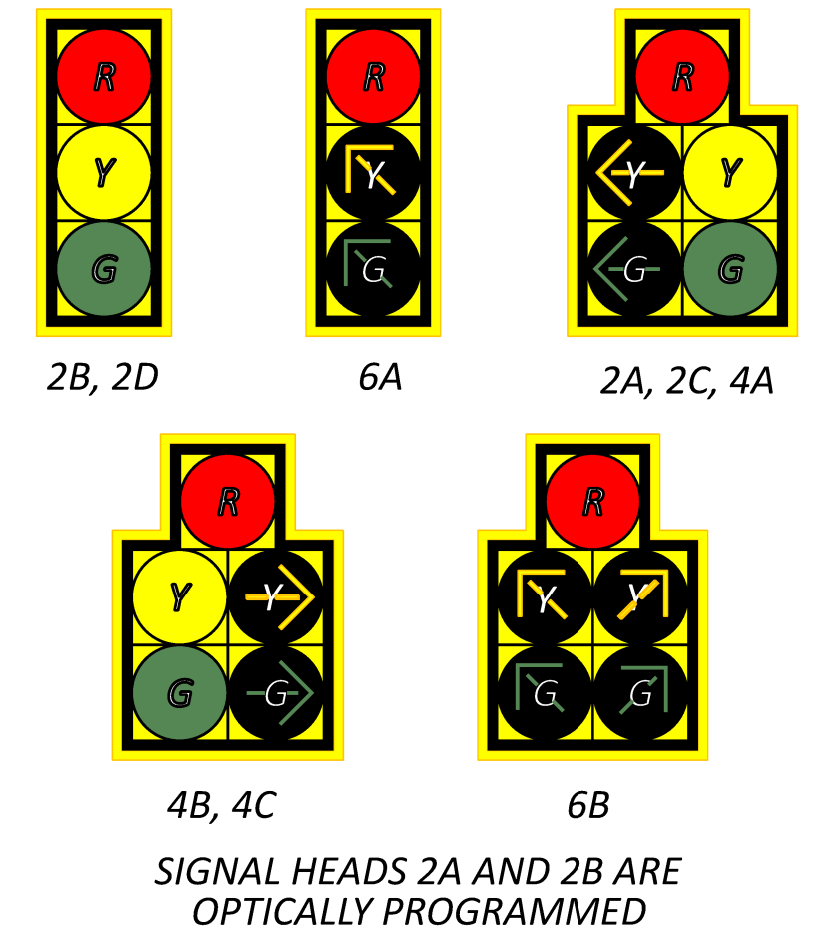 R R R
Y Y Y Y
G G G G
2B, 2D 6A 2A, 2C, 4A
R R
Y Y Y Y
G G G G
4B, 4C 6B
SIGNAL HEADS 2A AND 2B ARE
OPTICALLY PROGRAMMED